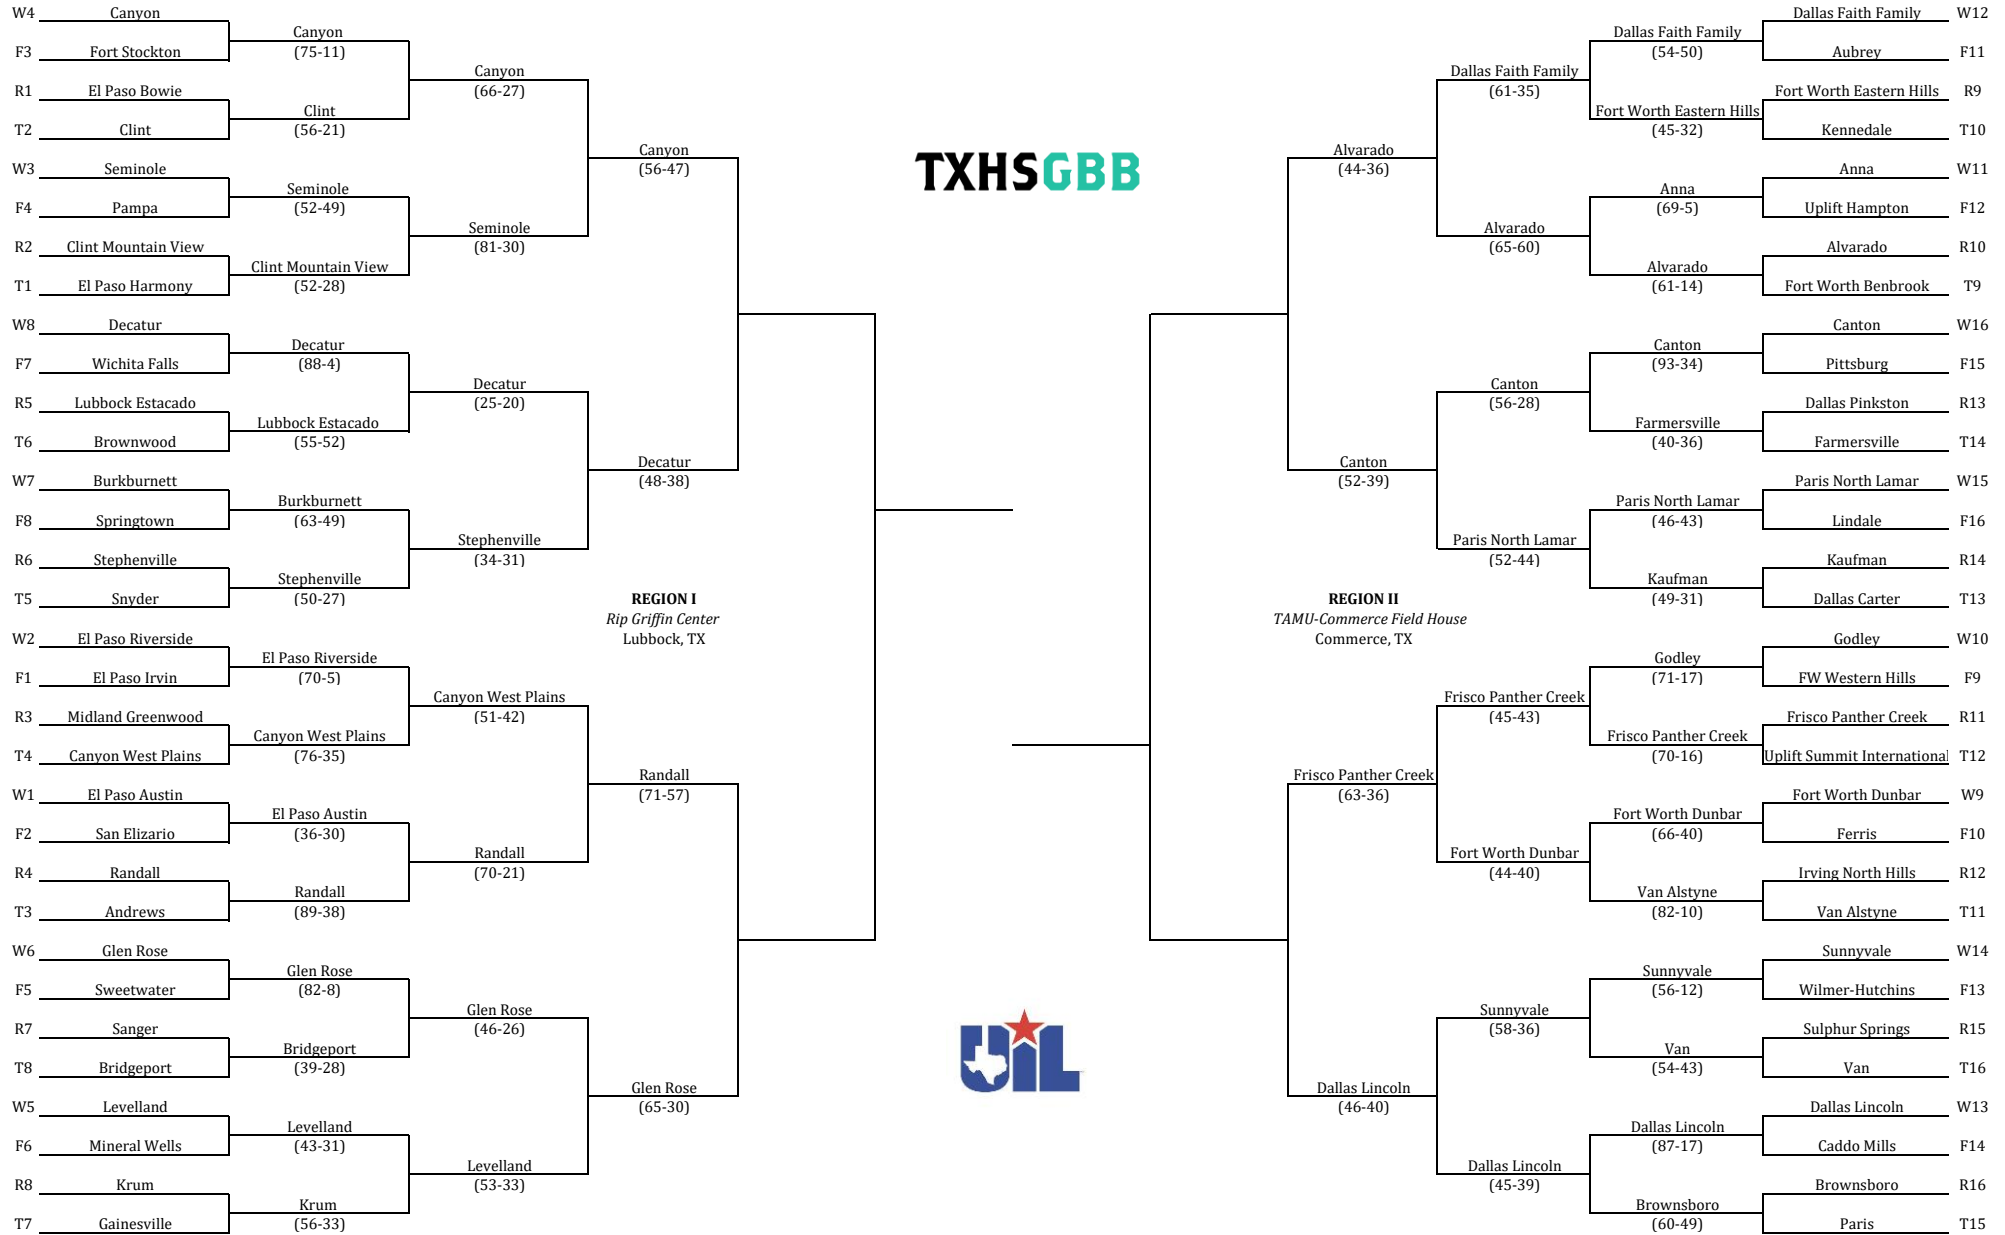 W4 Canyon
Canyon
F3 Fort Stockton
(75-11)
Canyon
(66-27)
R1 El Paso Bowie
Clint
T2 Clint
(56-21)
Canyon
(56-47)
W3 Seminole
Seminole
F4 Pampa
(52-49)
Seminole
(81-30)
R2 Clint Mountain View
Clint Mountain View
T1 El Paso Harmony
(52-28)
W8 Decatur
Decatur
F7 Wichita Falls
(88-4)
Decatur
(25-20)
R5 Lubbock Estacado
Lubbock Estacado
T6 Brownwood
(55-52)
Decatur
(48-38)
W7 Burkburnett
Burkburnett
F8 Springtown
(63-49)
Stephenville
(34-31)
R6 Stephenville
Stephenville
T5 Snyder
(50-27)
REGION I
Rip Griffin Center
Lubbock, TX
W2 El Paso Riverside
El Paso Riverside
F1 El Paso Irvin
(70-5)
Canyon West Plains
(51-42)
R3 Midland Greenwood
Canyon West Plains
T4 Canyon West Plains
(76-35)
Randall
(71-57)
W1 El Paso Austin
El Paso Austin
F2 San Elizario
(36-30)
Randall
(70-21)
R4 Randall
Randall
T3 Andrews
(89-38)
W6 Glen Rose
Glen Rose
F5 Sweetwater
(82-8)
Glen Rose
(46-26)
R7 Sanger
Bridgeport
T8 Bridgeport
(39-28)
Glen Rose
(65-30)
W5 Levelland
Levelland
F6 Mineral Wells
(43-31)
Levelland
(53-33)
R8 Krum
Krum
T7 Gainesville
(56-33)
TXHSGBB
UIL
Dallas Faith Family W12
Dallas Faith Family
Aubrey F11
(54-50)
Dallas Faith Family
(61-35)
Fort Worth Eastern Hills R9
Fort Worth Eastern Hills
Kennedale T10
(45-32)
Alvarado
(44-36)
Anna W11
Anna
Uplift Hampton F12
(69-5)
Alvarado
(65-60)
Alvarado R10
Alvarado
Fort Worth Benbrook T9
(61-14)
Canton W16
Canton
Pittsburg F15
(93-34)
Canton
(56-28)
Dallas Pinkston R13
Farmersville
Farmersville T14
(40-36)
Canton
(52-39)
Paris North Lamar W15
Paris North Lamar
Lindale F16
(46-43)
Paris North Lamar
(52-44)
Kaufman R14
Kaufman
Dallas Carter T13
(49-31)
REGION II
TAMU-Commerce Field House
Commerce, TX
Godley W10
Godley
FW Western Hills F9
(71-17)
Frisco Panther Creek
(45-43)
Frisco Panther Creek R11
Frisco Panther Creek
Uplift Summit International T12
(70-16)
Frisco Panther Creek
(63-36)
Fort Worth Dunbar W9
Fort Worth Dunbar
Ferris F10
(66-40)
Fort Worth Dunbar
(44-40)
Irving North Hills R12
Van Alstyne
Van Alstyne T11
(82-10)
Sunnyvale W14
Sunnyvale
Wilmer-Hutchins F13
(56-12)
Sunnyvale
(58-36)
Sulphur Springs R15
Van
Van T16
(54-43)
Dallas Lincoln
(46-40)
Dallas Lincoln W13
Dallas Lincoln
Caddo Mills F14
(87-17)
Dallas Lincoln
(45-39)
Brownsboro R16
Brownsboro
Paris T15
(60-49)